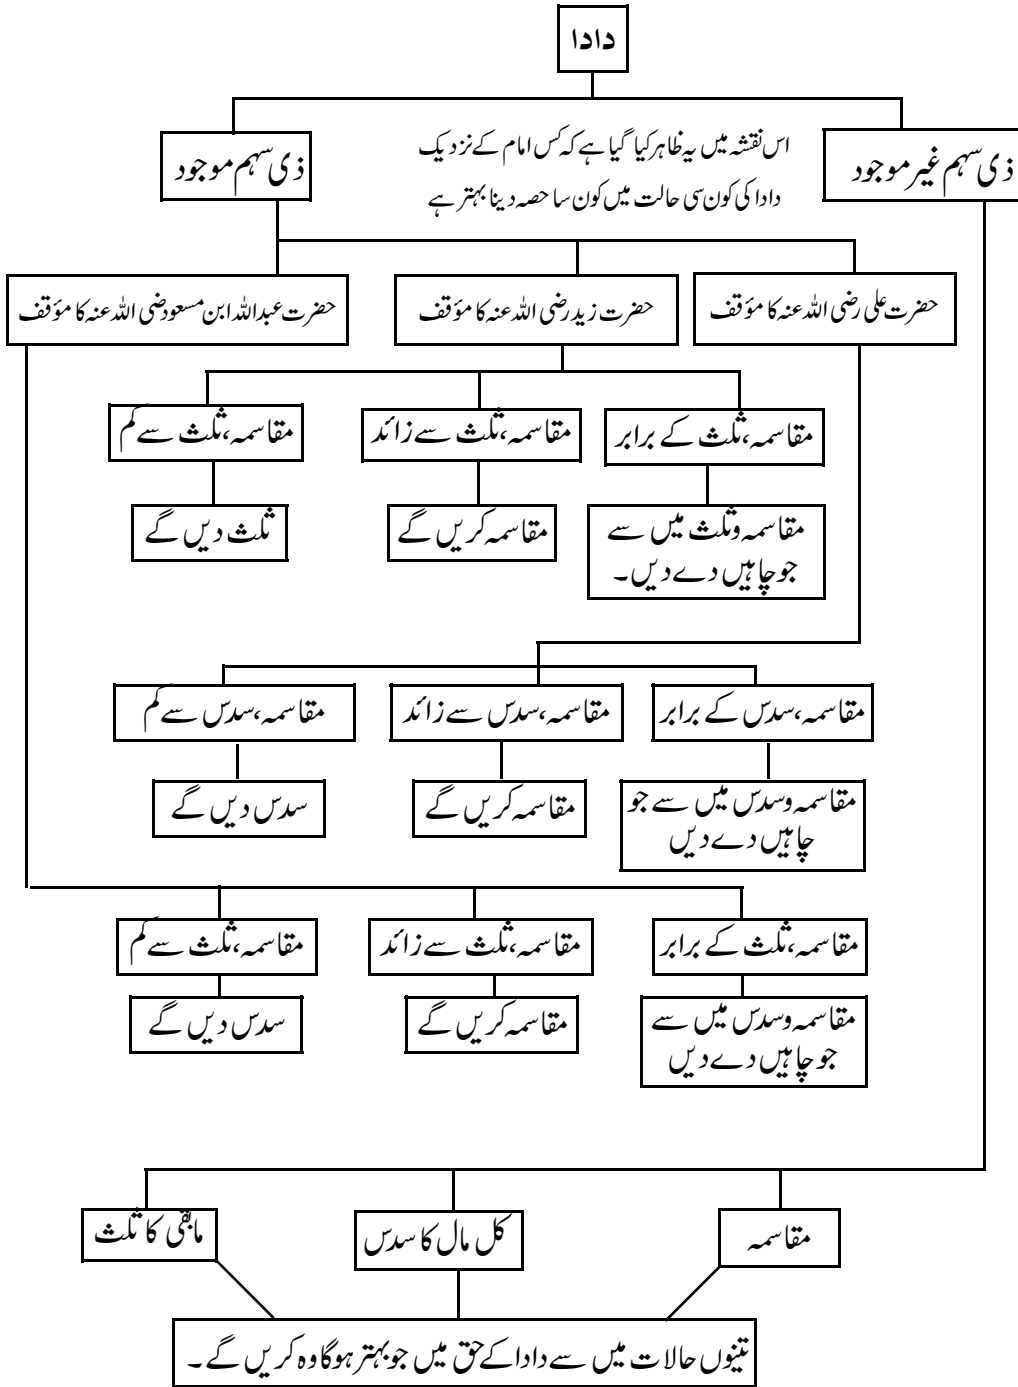 دادا
اس نقشہ میں یہ ظاہر کیا گیا ہے کہ کس امام کے نزدیک
دادا کی کون سی حالت میں کون سا حصہ دینا بہتر ہے
ذی سہم غیر موجود
ذی سہم موجود
حضرت علی رضی اللہ عنہ کا مؤقف
حضرت زید رضی اللہ عنہ کا مؤقف
حضرت عبداللہ ابن مسعود رضی اللہ عنہ کا مؤقف
مقاسمہ، ثلث کے برابر
مقاسمہ، ثلث سے زائد
مقاسمہ، ثلث سے کم
مقاسمہ وثلث میں سے
جو چاہیں دے دیں۔
مقاسمہ کریں گے
ثلث دیں گے
مقاسمہ، سدس کے برابر
مقاسمہ، سدس سے زائد
مقاسمہ، سدس سے کم
مقاسمہ وسدس میں سے جو
چاہیں دے دیں
مقاسمہ کریں گے
سدس دیں گے
مقاسمہ، ثلث کے برابر
مقاسمہ، ثلث سے زائد
مقاسمہ، ثلث سے کم
مقاسمہ وسدس میں سے
جو چاہیں دے دیں
مقاسمہ کریں گے
سدس دیں گے
مقاسمہ
کل مال کا سدس
مابقی کا ثلث
تینوں حالات میں سے دادا کے حق میں جو بہتر ہوگا وہ کریں گے۔